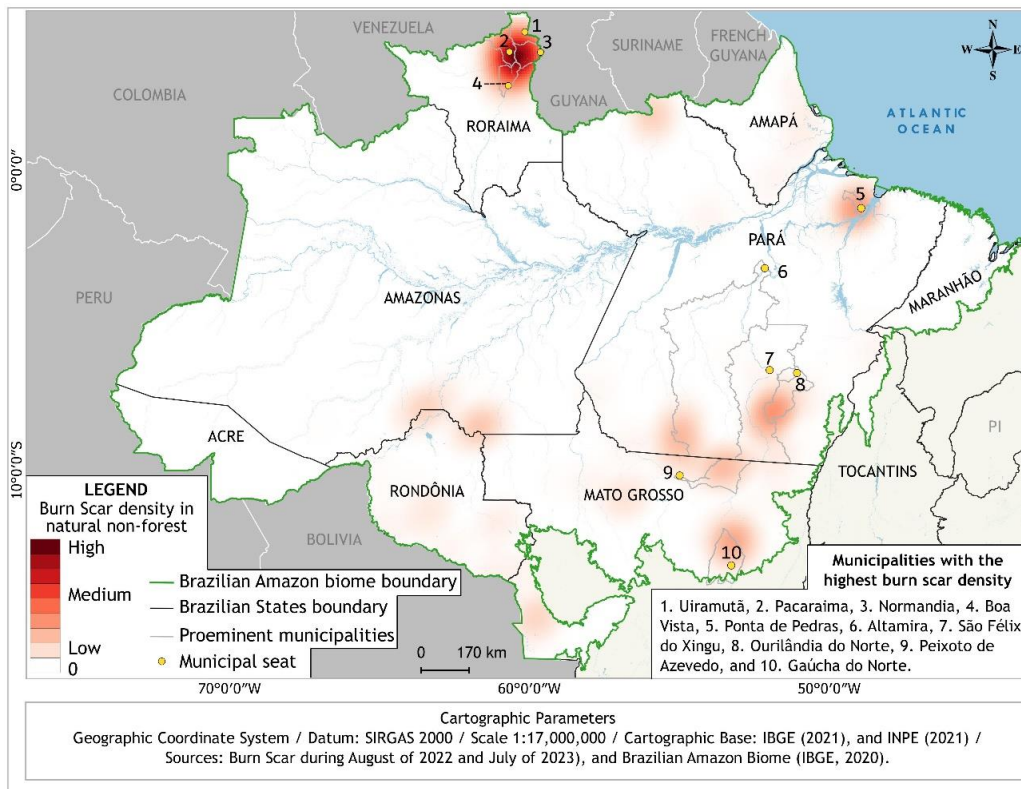 VENEZUELA
1
2
3
4
SURINAME
FRENCH
GUYANA
N
W E
S
COLOMBIA
GUYANA
RORAIMA
AMAPÁ
ATLANTIC
OCEAN
0°0'0"
5
PARÁ
6
PERU
AMAZONAS
MARANHÃO
7
8
ACRE
PI
10°0'0"S
RONDÔNIA
9
MATO GROSSO
TOCANTINS
BOLIVIA
10
LEGEND
Burn Scar density in
natural non-forest
High
Medium
Low
0
Brazilian Amazon biome boundary
Brazilian States boundary
Proeminent municipalities
Municipal seat
0 170 km
Municipalities with the
highest burn scar density
1. Uiramutã, 2. Pacaraima, 3. Normandia, 4. Boa
Vista, 5. Ponta de Pedras, 6. Altamira, 7. São Félix
do Xingu, 8. Ourilândia do Norte, 9. Peixoto de
Azevedo, and 10. Gaúcha do Norte.
70°0'0"W 60°0'0"W 50°0'0"W
Cartographic Parameters
Geographic Coordinate System / Datum: SIRGAS 2000 / Scale 1:17,000,000 / Cartographic Base: IBGE (2021), and INPE (2021) /
Sources: Burn Scar during August of 2022 and July of 2023), and Brazilian Amazon Biome (IBGE, 2020).